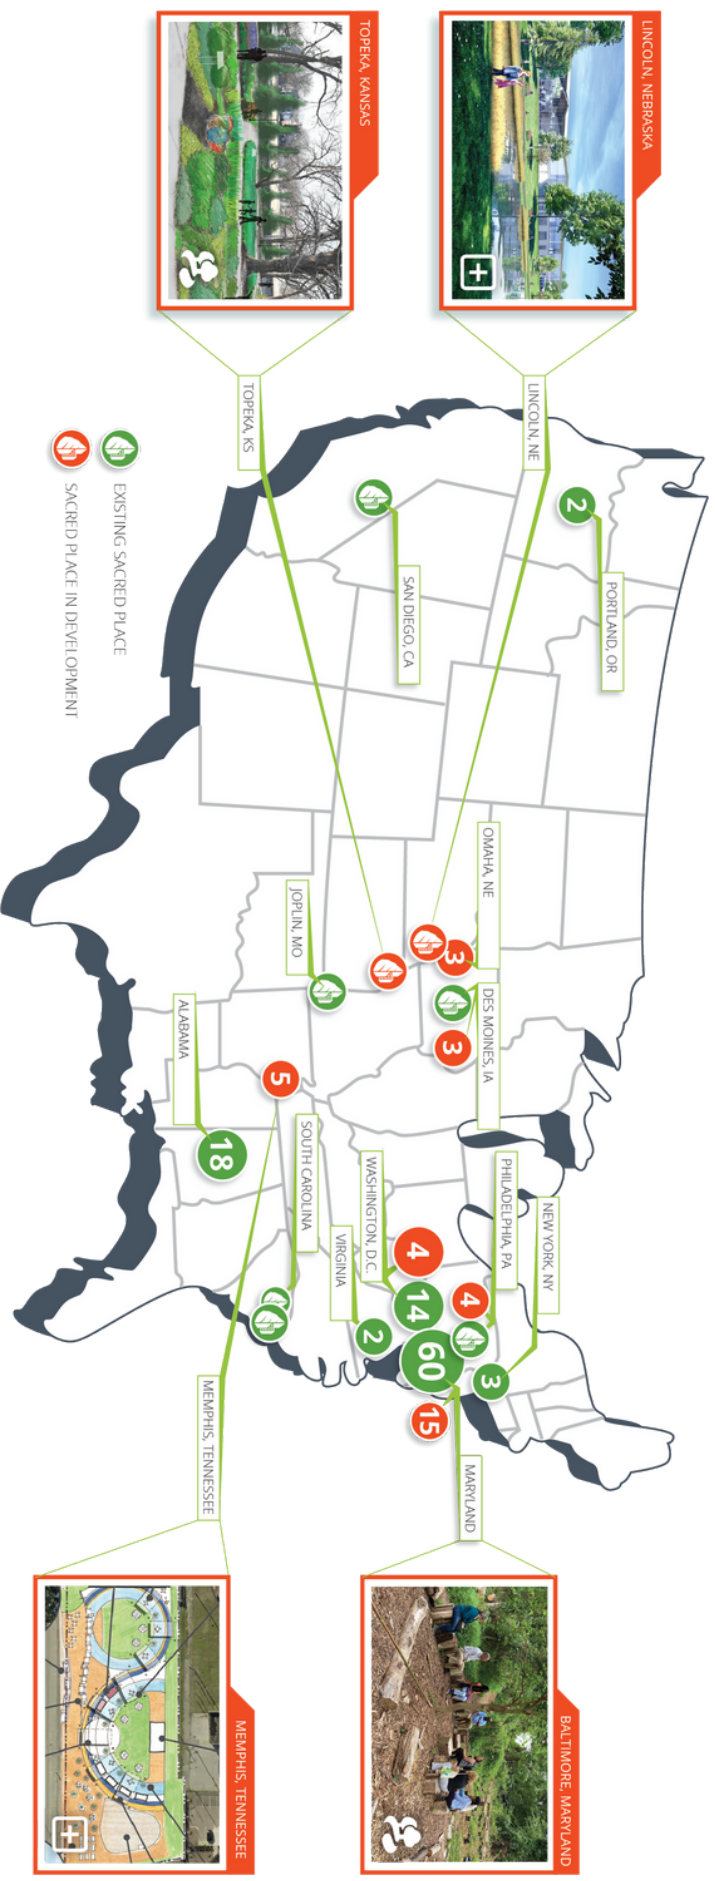 LINCOLN, NEBRASKA
TOPEKA, KANSAS
LINCOLN, NE
TOPEKA, KS
2
PORTLAND, OR
SAN DIEGO, CA
OMAHA, NE
3
DES MOINES, IA
3
JOPLIN, MO
ALABAMA
18
5
SOUTH CAROLINA
WASHINGTON, D.C.
4
14
VIRGINIA
2
PHILADELPHIA, PA
4
NEW YORK, NY
3
60
15
MARYLAND
MEMPHIS, TENNESSEE
BALTIMORE, MARYLAND
MEMPHIS, TENNESSEE
EXISTING SACRED PLACE
SACRED PLACE IN DEVELOPMENT